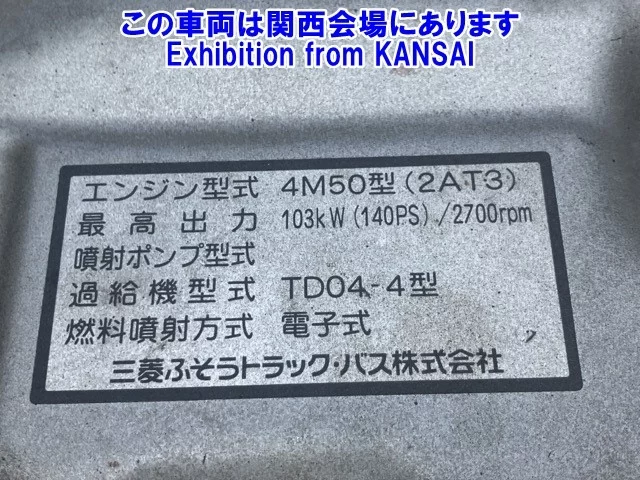 この車両は関西会場にあります
Exhibition from KANSAI
エンジン型式 4M50型(2AT3)
最高出力 103kW(140PS)/2700rpm
噴射ポンプ型式
過給機型式 TD04-4型
燃料噴射方式 電子式
三菱ふそうトラック・バス株式会社